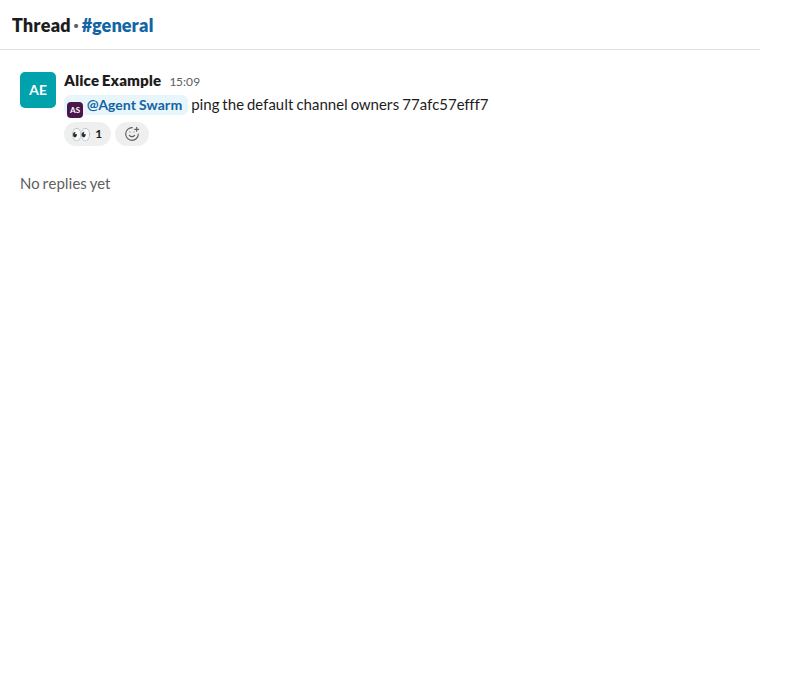 Thread • #general
AE
Alice Example 15:09
AS @Agent Swarm ping the default channel owners 77afc57efff7
👀 1
No replies yet